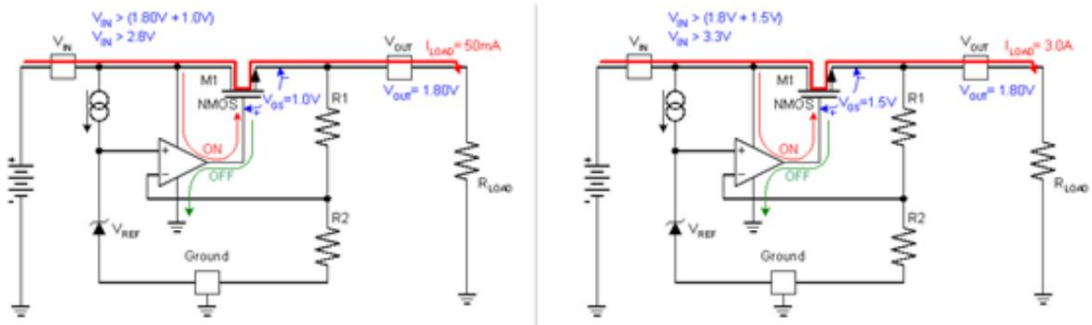 VIN > (1.80V + 1.0V)
VIN > 2.8V
VIN
VOUT
ILOAD= 50mA
M1
NMOS
VGS=1.0V
VOUT= 1.80V
R1
+
-
ON
OFF
RLOAD
VREF
R2
Ground
VIN > (1.8V + 1.5V)
VIN > 3.3V
VIN
VOUT
ILOAD= 3.0A
M1
NMOS
VGS=1.5V
VOUT= 1.80V
R1
+
-
ON
OFF
RLOAD
VREF
R2
Ground